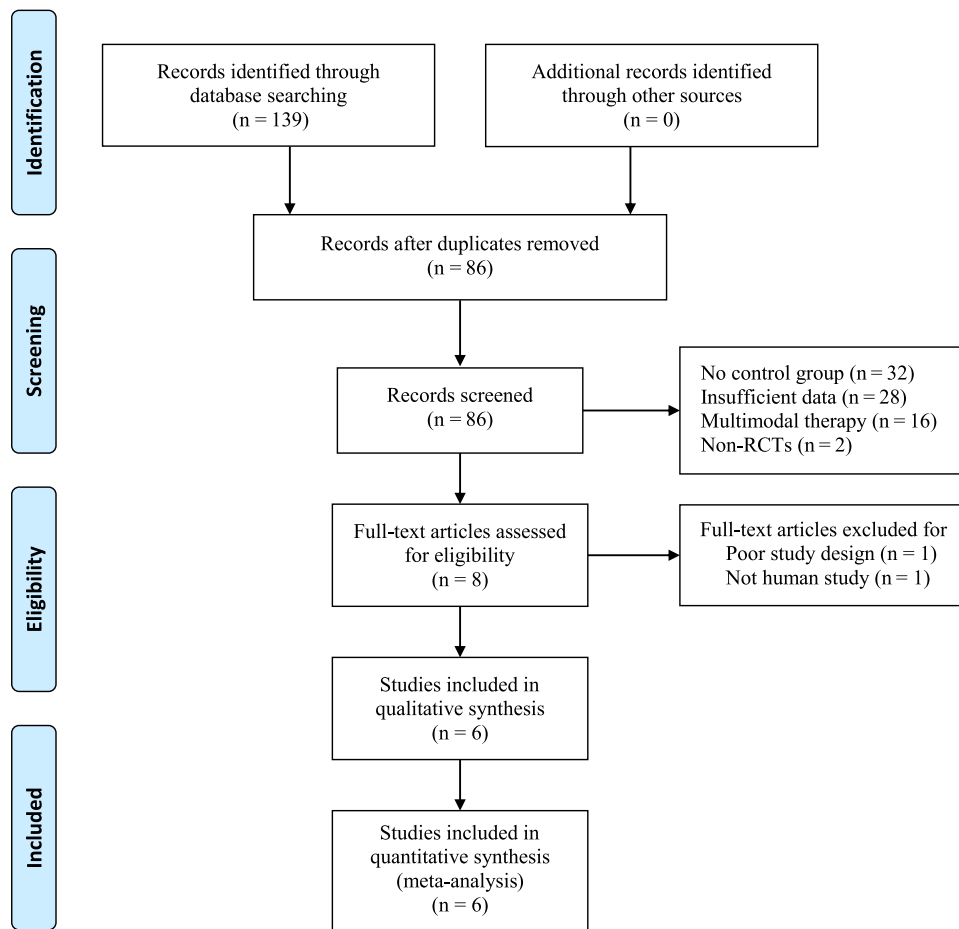 Identification
Records identified through
database searching
(n = 139)
Additional records identified
through other sources
(n = 0)
Records after duplicates removed
(n = 86)
Screening
Records screened
(n = 86)
No control group (n = 32)
Insufficient data (n = 28)
Multimodal therapy (n = 16)
Non-RCTs (n = 2)
Eligibility
Full-text articles assessed
for eligibility
(n = 8)
Full-text articles excluded for
Poor study design (n = 1)
Not human study (n = 1)
Studies included in
qualitative synthesis
(n = 6)
Included
Studies included in
quantitative synthesis
(meta-analysis)
(n = 6)